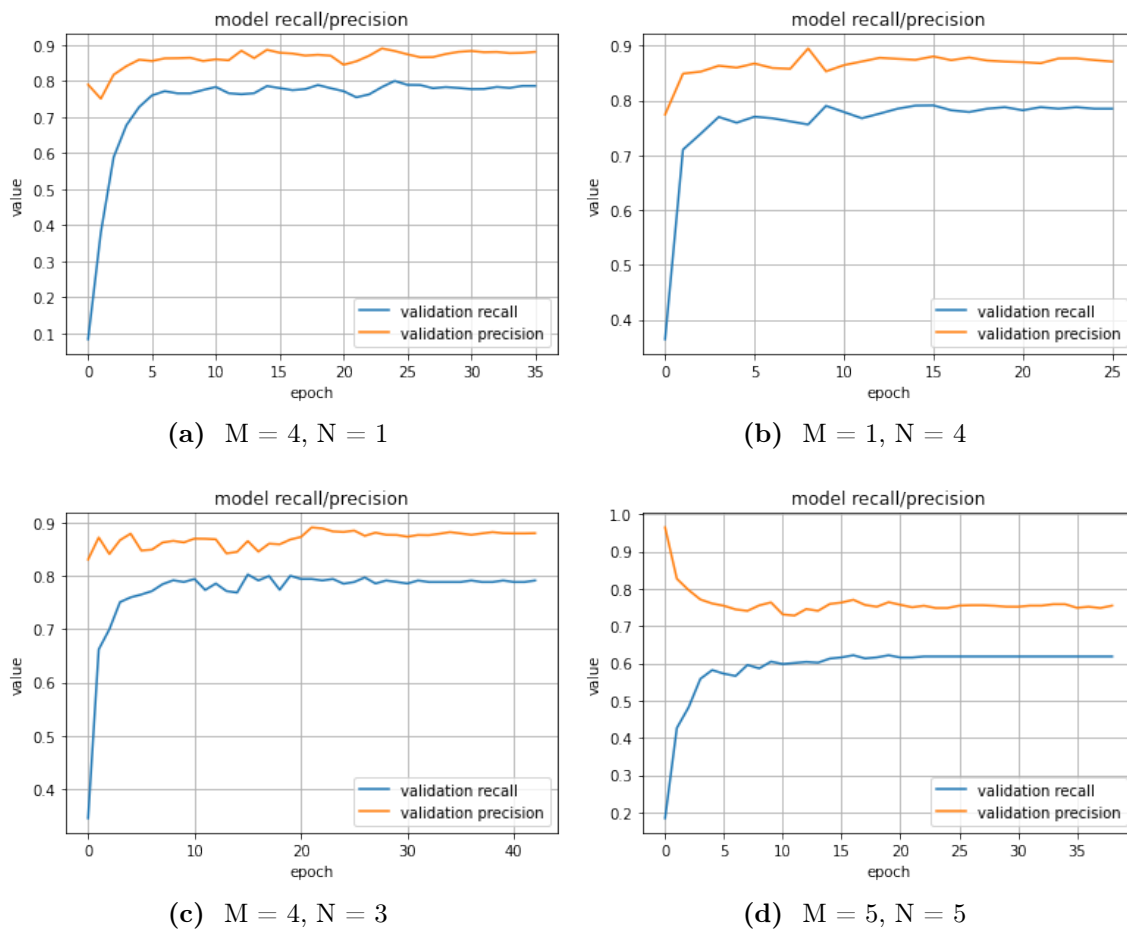 model recall/precision
0.9
0.8
0.7
0.6
0.5
0.4
0.3
0.2
0.1
value
validation recall
validation precision
0 5 10 15 20 25 30 35
epoch
(a) M = 4, N = 1
model recall/precision
0.9
0.8
0.7
0.6
0.5
0.4
value
validation recall
validation precision
0 5 10 15 20 25
epoch
(b) M = 1, N = 4
model recall/precision
0.9
0.8
0.7
0.6
0.5
0.4
value
validation recall
validation precision
0 10 20 30 40
epoch
(c) M = 4, N = 3
model recall/precision
1.0
0.9
0.8
0.7
0.6
0.5
0.4
0.3
0.2
value
validation recall
validation precision
0 5 10 15 20 25 30 35
epoch
(d) M = 5, N = 5